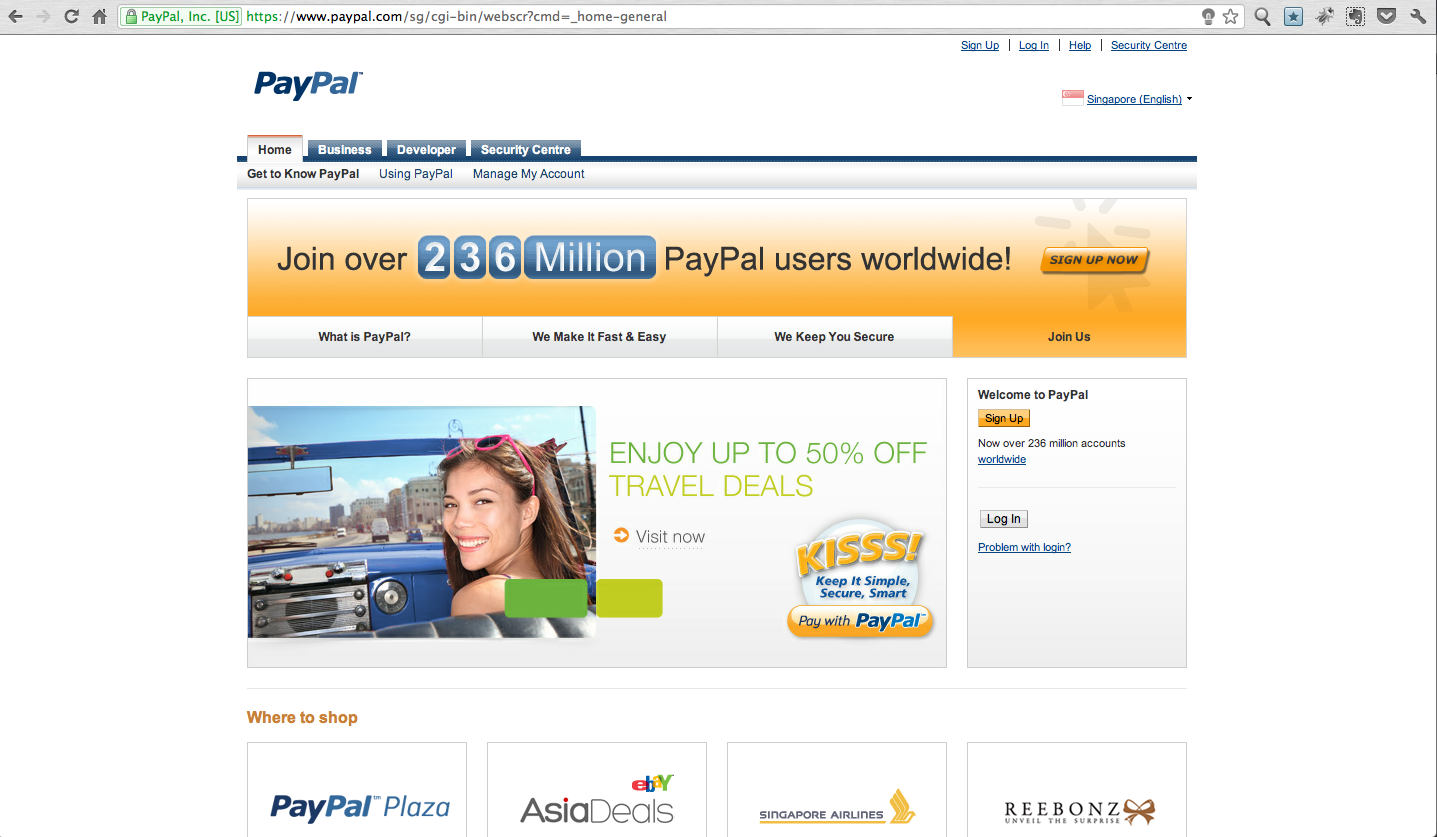 PayPal, Inc. [US] https://www.paypal.com/sg/cgi-bin/webscr?cmd=_home-general
Sign Up | Log In | Help | Security Centre
PayPal™
Singapore (English)
Home Business Developer Security Centre
Get to Know PayPal Using PayPal Manage My Account
Join over 236 Million PayPal users worldwide! SIGN UP NOW
What is PayPal? We Make It Fast & Easy We Keep You Secure Join Us
ENJOY UP TO 50% OFF
TRAVEL DEALS
Visit now
KISSS!
Keep It Simple,
Secure, Smart
Pay with PayPal™
Welcome to PayPal
Sign Up
Now over 236 million accounts
worldwide
Log In
Problem with login?
Where to shop
PayPal™ Plaza
ebay
AsiaDeals
SINGAPORE AIRLINES
REEBONZ
UNVEIL THE SURPRISE